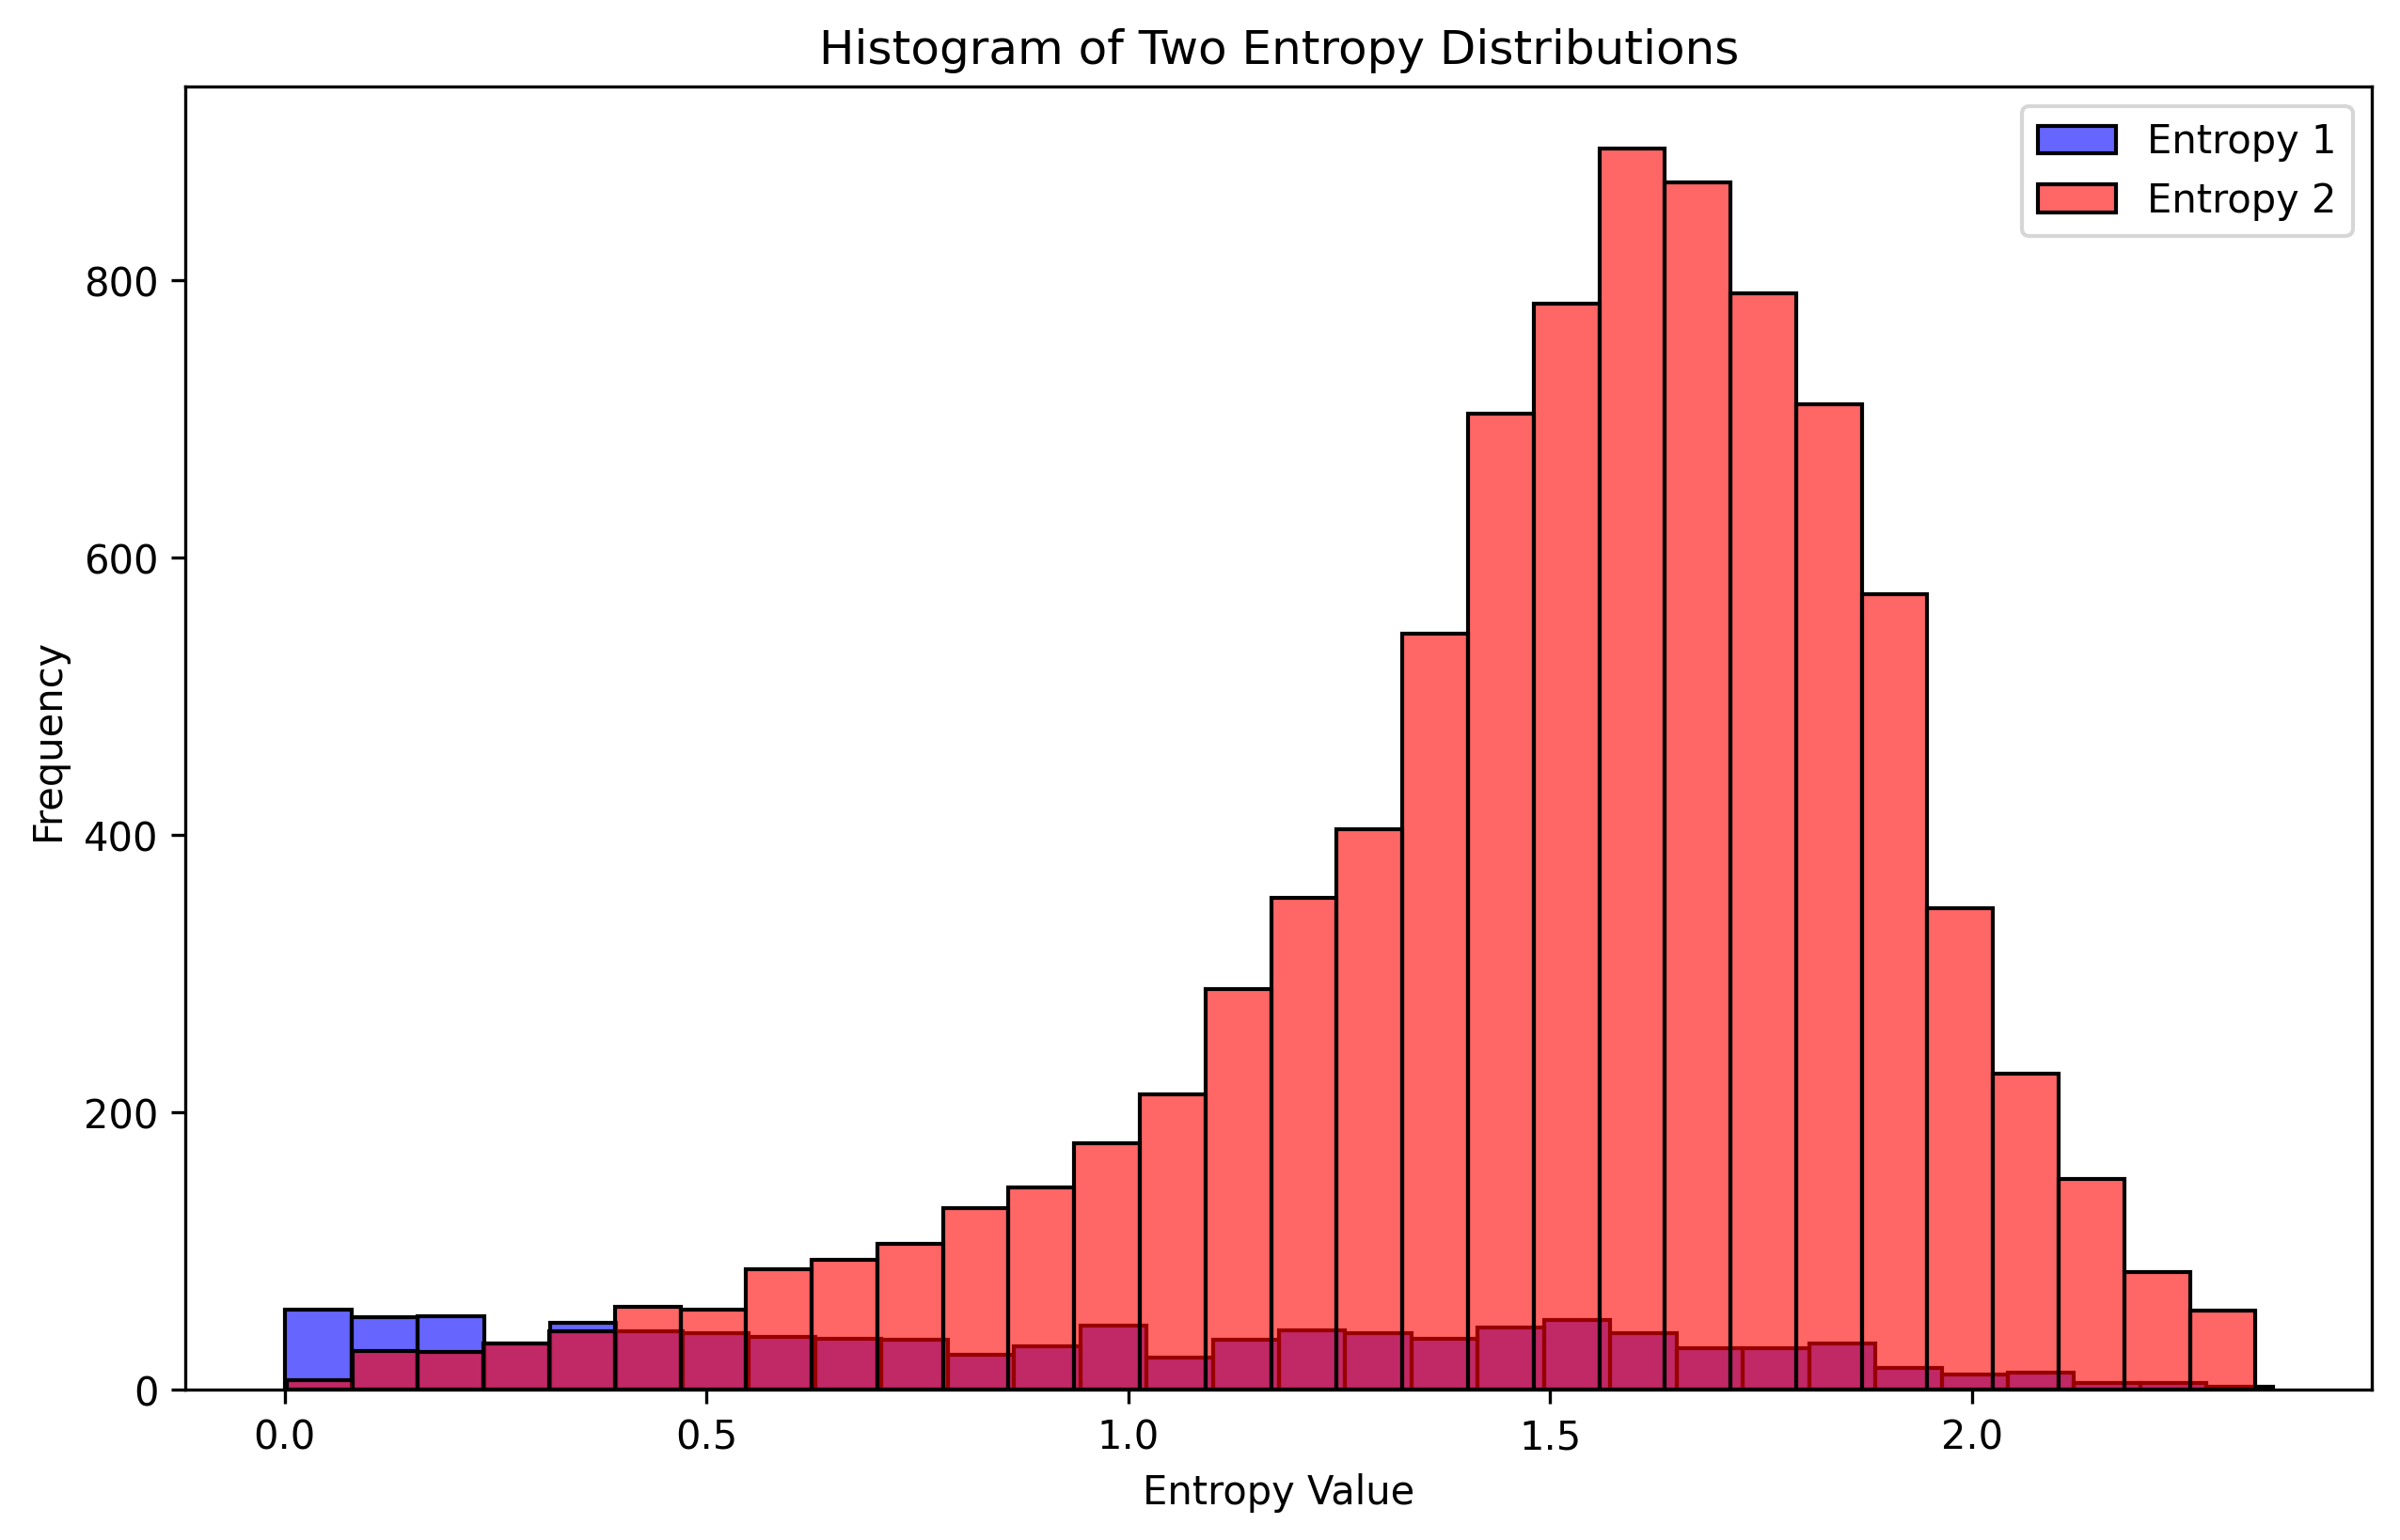 Histogram of Two Entropy Distributions
Entropy 1
Entropy 2
800
600
400
200
0
Frequency
0.0 0.5 1.0 1.5 2.0
Entropy Value